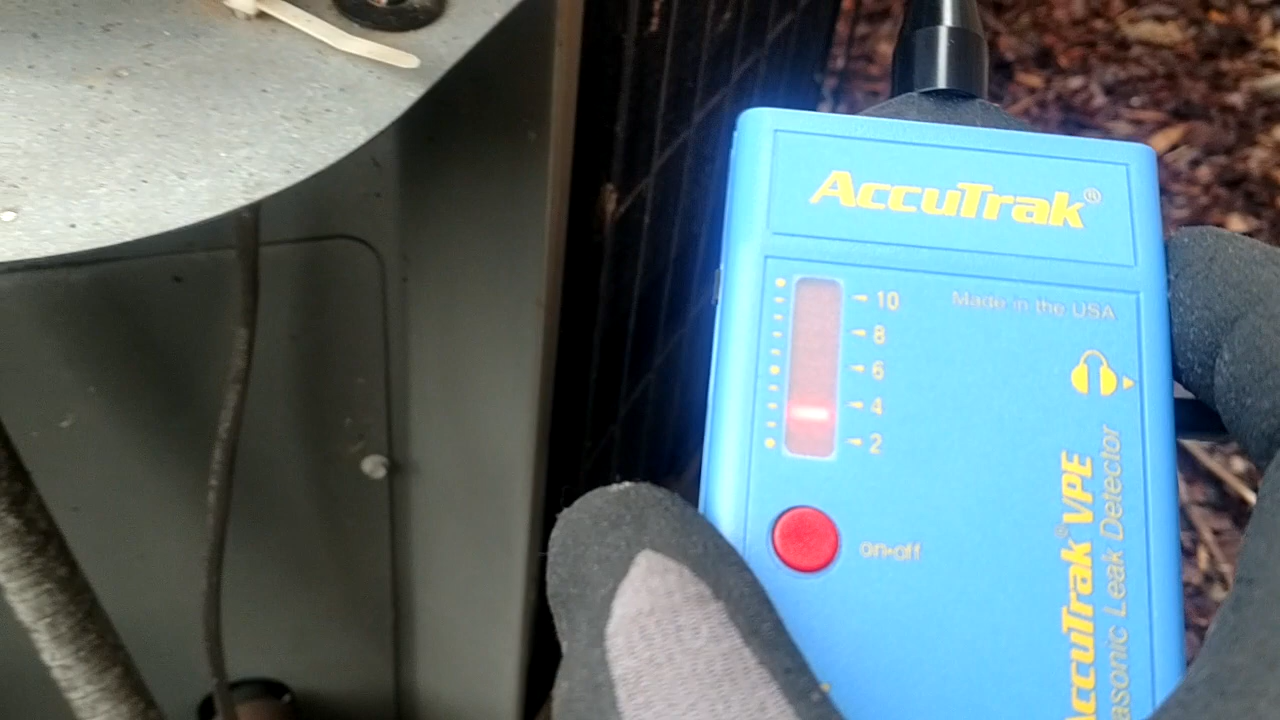 AccuTrak®
10
8
6
4
2
Made in the USA
on•off
AccuTrak® VPE
asonic Leak Detector